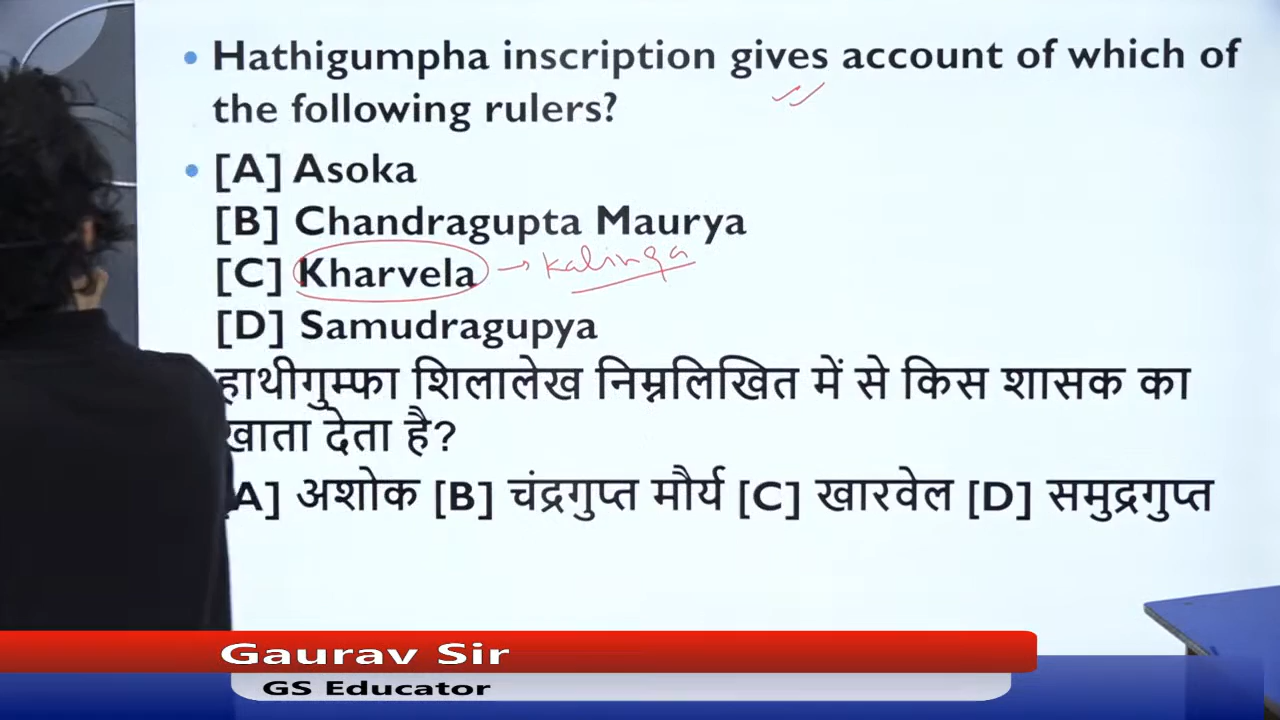 Hathigumpha inscription gives account of which of
the following rulers?
[A] Asoka
[B] Chandragupta Maurya
[C] Kharvela → Kalinga
[D] Samudragupya
हाथीगुम्फा शिलालेख निम्नलिखित में से किस शासक का
खाता देता है?
A] अशोक [B] चंद्रगुप्त मौर्य [C] खारवेल [D] समुद्रगुप्त
Gaurav Sir
GS Educator